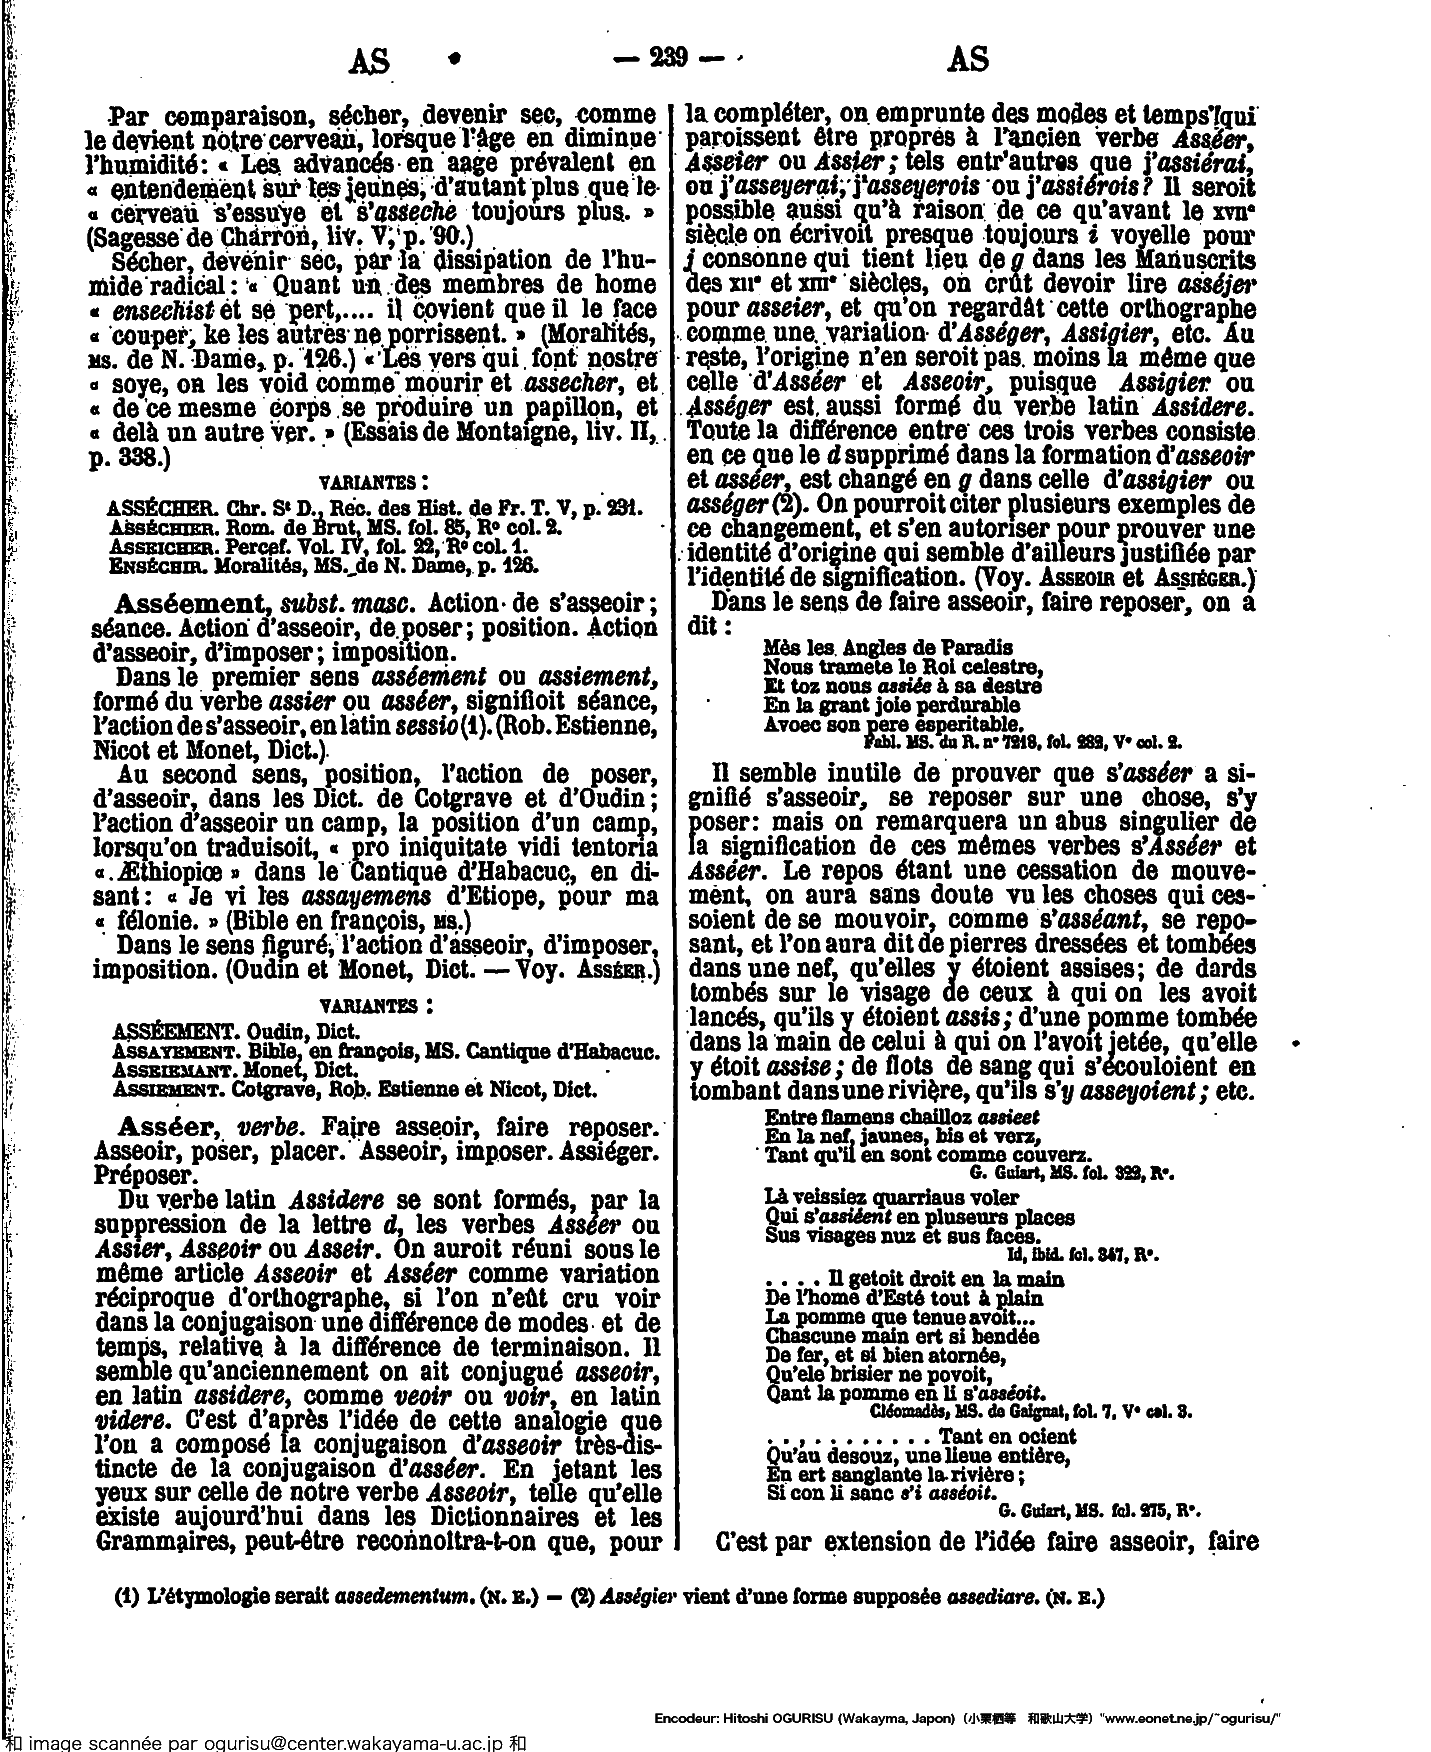 AS
— 239 —
AS
Par comparaison, sécher, devenir sec, comme
le devient notre cerveau, lorsque l'âge en diminue
l'humidité: « Les advancés en aage prévalent en
« entendement sur les jeunes, d'autant plus que le
« cerveau s'essuye et s'asseche toujours plus. »
(Sagesse de Charron, liv. V, p. 90.)
Sécher, devenir sec, par la dissipation de l'hu-
mide radical : « Quant un des membres de home
« ensechist et se pert,.... il covient que il le face
« couper, ke les autres ne porrissent. » (Moralités,
MS. de N. Dame, p. 126.) « Les vers qui font nostre
« soye, on les void comme mourir et assecher, et
« de ce mesme corps se produire un papillon, et
« delà un autre ver. » (Essais de Montaigne, liv. II,
p. 338.)
VARIANTES :
ASSÉCHER. Chr. St D., Rec. des Hist. de Fr. T. V, p. 231.
ASSÉCHIER. Rom. de Brut, MS. fol. 85, Ro col. 2.
ASSEICHER. Percef. Vol. IV, fol. 22, Ro col. 1.
ENSÉCHIR. Moralités, MS. de N. Dame, p. 126.
Asséement, subst. masc. Action de s'asseoir ;
séance. Action d'asseoir, de poser ; position. Action
d'asseoir, d'imposer ; imposition.
Dans le premier sens asséement ou assiement,
formé du verbe assier ou asséer, signifioit séance,
l'action de s'asseoir, en latin sessio (1). (Rob. Estienne,
Nicot et Monet, Dict.)
Au second sens, position, l'action de poser,
d'asseoir, dans les Dict. de Cotgrave et d'Oudin ;
l'action d'asseoir un camp, la position d'un camp,
lorsqu'on traduisoit, « pro iniquitate vidi tentoria
« Æthiopiœ » dans le Cantique d'Habacuc, en di-
sant : « Je vi les assayemens d'Etiope, pour ma
« félonie. » (Bible en françois, MS.)
Dans le sens figuré, l'action d'asseoir, d'imposer,
imposition. (Oudin et Monet, Dict. — Voy. ASSÉER.)
VARIANTES :
ASSÉEMENT. Oudin, Dict.
ASSAYEMENT. Bible, en françois, MS. Cantique d'Habacuc.
ASSEIEMANT. Monet, Dict.
ASSIEMENT. Cotgrave, Rob. Estienne et Nicot, Dict.
Asséer, verbe. Faire asseoir, faire reposer.
Asseoir, poser, placer. Asseoir, imposer. Assiéger.
Préposer.
Du verbe latin Assidere se sont formés, par la
suppression de la lettre d, les verbes Asséer ou
Assier, Asseoir ou Asseir. On auroit réuni sous le
même article Asseoir et Asséer comme variation
réciproque d'orthographe, si l'on n'eût cru voir
dans la conjugaison une différence de modes et de
temps, relative à la différence de terminaison. Il
semble qu'anciennement on ait conjugué asseoir,
en latin assidere, comme veoir ou voir, en latin
videre. C'est d'après l'idée de cette analogie que
l'on a composé la conjugaison d'asseoir très-dis-
tincte de la conjugaison d'asséer. En jetant les
yeux sur celle de notre verbe Asseoir, telle qu'elle
existe aujourd'hui dans les Dictionnaires et les
Grammaires, peut-être reconnoîtra-t-on que, pour
la compléter, on emprunte des modes et temps qui
paroissent être propres à l'ancien verbe Asséer,
Asseier ou Assier ; tels entr'autres que j'assiérai,
ou j'asseyerai, j'asseyerois ou j'assiérois ? Il seroit
possible aussi qu'à raison de ce qu'avant le XVIIe
siècle on écrivoit presque toujours i voyelle pour
j consonne qui tient lieu de g dans les Manuscrits
des XIIe et XIIIe siècles, on crût devoir lire asséjer
pour asseier, et qu'on regardât cette orthographe
comme une variation d'Asséger, Assigier, etc. Au
reste, l'origine n'en seroit pas moins la même que
celle d'Asséer et Asseoir, puisque Assigier ou
Asséger est aussi formé du verbe latin Assidere.
Toute la différence entre ces trois verbes consiste
en ce que le d supprimé dans la formation d'asseoir
et asséer, est changé en g dans celle d'assigier ou
asséger (2). On pourroit citer plusieurs exemples de
ce changement, et s'en autoriser pour prouver une
identité d'origine qui semble d'ailleurs justifiée par
l'identité de signification. (Voy. ASSEOIR et ASSIÉGER.)
Dans le sens de faire asseoir, faire reposer, on a
dit :
Mès les Angles de Paradis
Nous tramete le Roi celestre,
Et toz nous assiée à sa destre
En la grant joie perdurable
Avoec son pere esperitable.
Fabl. MS. du R. no 7218, fol. 282, Vo col. 2.
Il semble inutile de prouver que s'asséer a si-
gnifié s'asseoir, se reposer sur une chose, s'y
poser : mais on remarquera un abus singulier de
la signification de ces mêmes verbes s'Asséer et
Asséer. Le repos étant une cessation de mouve-
ment, on aura sans doute vu les choses qui ces-
soient de se mouvoir, comme s'asséant, se repo-
sant, et l'on aura dit de pierres dressées et tombées
dans une nef, qu'elles y étoient assises ; de dards
tombés sur le visage de ceux à qui on les avoit
lancés, qu'ils y étoient assis ; d'une pomme tombée
dans la main de celui à qui on l'avoit jetée, qu'elle
y étoit assise ; de flots de sang qui s'écouloient en
tombant dans une rivière, qu'ils s'y asseyoient ; etc.
Entre flamens chailloz assieet
En la nef, jaunes, bis et verz,
Tant qu'il en sont comme couverz.
G. Guiart, MS. fol. 322, Ro.
Là veissiez quarriaus voler
Qui s'assiéent en pluseurs places
Sus visages nuz et sus faces.
Id, ibid. fol. 347, Ro.
. . . . Il getoit droit en la main
De l'home d'Esté tout à plain
La pomme que tenue avoit...
Chascune main ert si bendée
De fer, et si bien atornée,
Qu'ele brisier ne povoit,
Qant la pomme en li s'asséoit.
Cléomadès, MS. de Gaignat, fol. 7, Vo col. 3.
. . . . . . . . . . . . Tant en ocient
Qu'au desouz, une lieue entière,
En ert sanglante la rivière ;
Si con li sanc s'i asséoit.
G. Guiart, MS. fol. 275, Ro.
C'est par extension de l'idée faire asseoir, faire
(1) L'étymologie serait assedementum. (N. E.) — (2) Asségier vient d'une forme supposée assediare. (N. E.)
Encodeur: Hitoshi OGURISU (Wakayma, Japon) (小栗栖等 和歌山大学) "www.eonet.ne.jp/~ogurisu/"
和 image scannée par ogurisu@center.wakayama-u.ac.jp 和